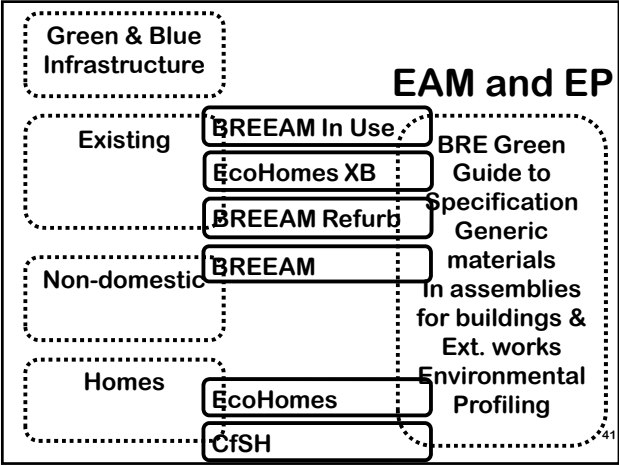 Green & Blue
Infrastructure
EAM and EP
Existing
BREEAM In Use
EcoHomes XB
BREEAM Refurb
BREEAM
Non-domestic
Homes
EcoHomes
CfSH
BRE Green
Guide to
Specification
Generic
materials
In assemblies
for buildings &
Ext. works
Environmental
Profiling
41